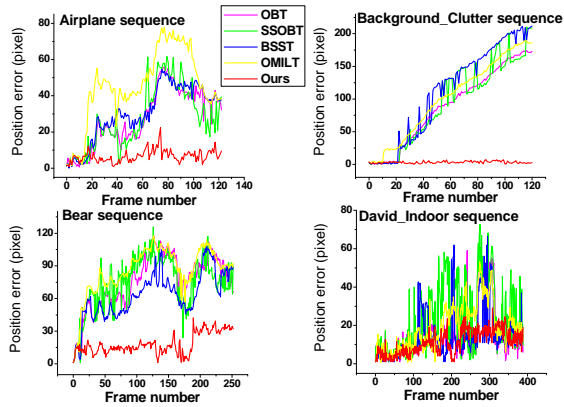 Airplane sequence
OBT
SSOBT
BSST
OMILT
Ours
Position error (pixel)
80
60
40
20
0
0 20 40 60 80 100 120 140
Frame number
Background_Clutter sequence
Position error (pixel)
200
150
100
50
0
0 20 40 60 80 100 120
Frame number
Bear sequence
Position error (pixel)
120
90
60
30
0
0 50 100 150 200 250
Frame number
David_Indoor sequence
Position error (pixel)
80
60
40
20
0
0 100 200 300 400
Frame number